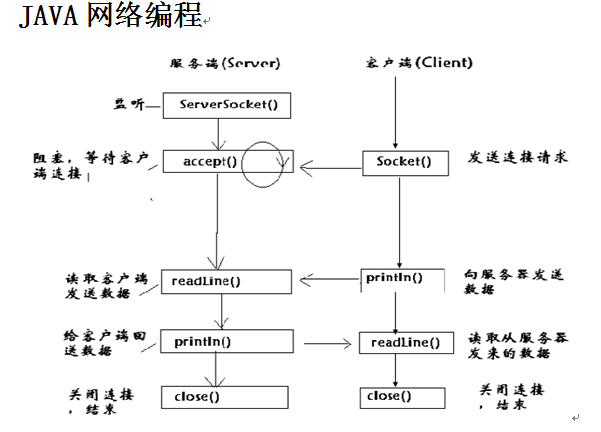 JAVA 网络编程
服务端(Server)
客户端(Client)
监听
ServerSocket()
阻塞，等待客户
端连接
accept()
Socket()
发送连接请求
读取客户端
发送数据
readLine()
println()
向服务器发送
数据
给客户端回
送数据
println()
readLine()
读取从服务器
发来的数据
关闭连接
，结束
close()
close()
关闭连接
，结束